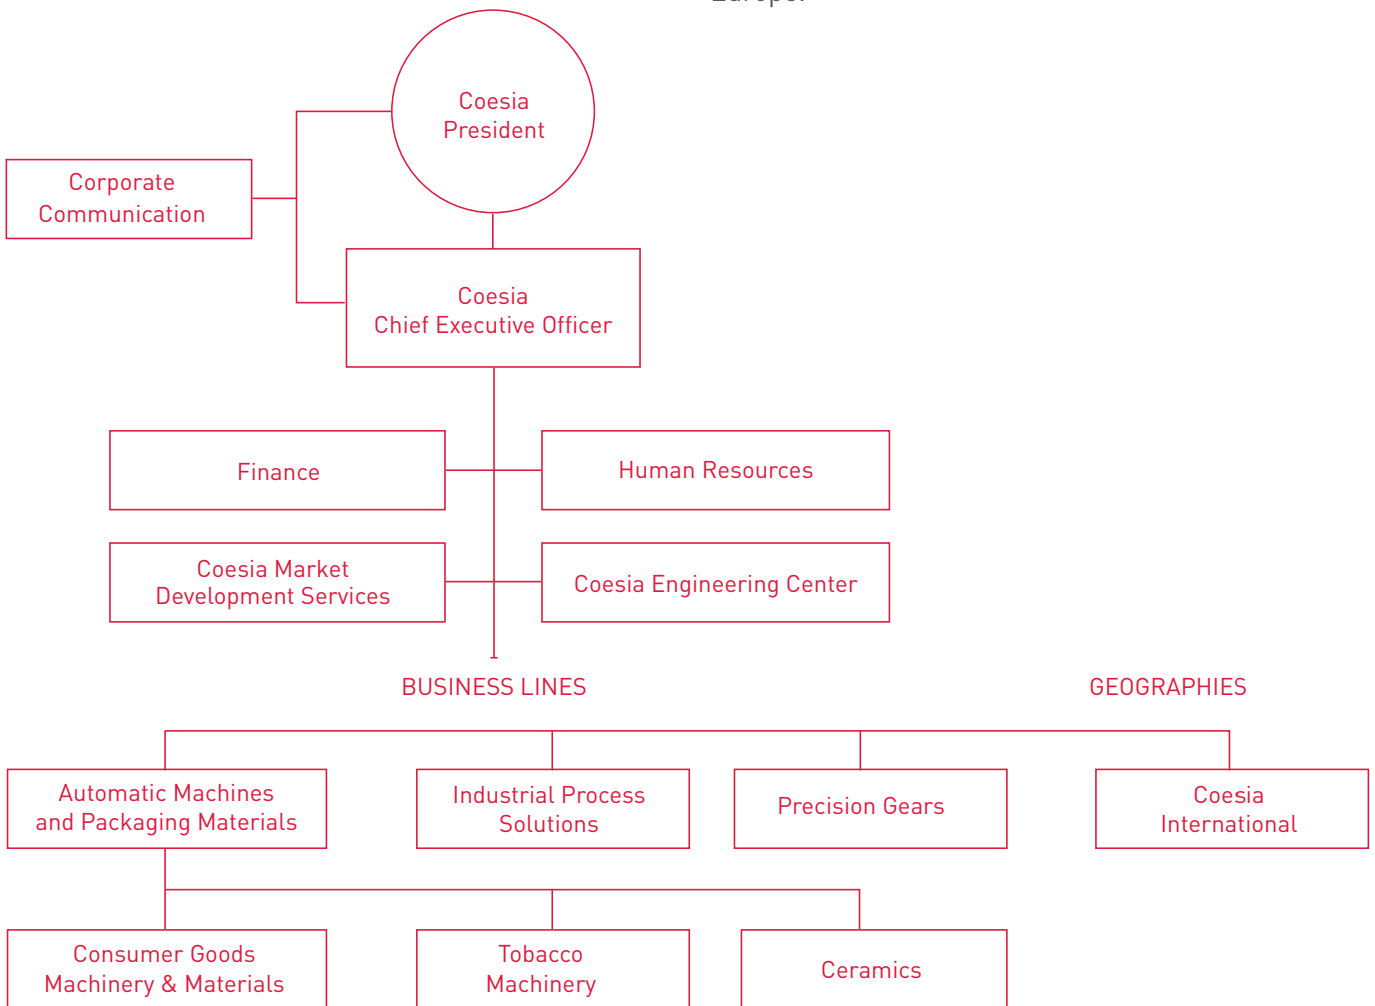 Europe.
Coesia
President
Corporate
Communication
Coesia
Chief Executive Officer
Finance
Human Resources
Coesia Market
Development Services
Coesia Engineering Center
BUSINESS LINES
GEOGRAPHIES
Automatic Machines
and Packaging Materials
Industrial Process
Solutions
Precision Gears
Coesia
International
Consumer Goods
Machinery & Materials
Tobacco
Machinery
Ceramics